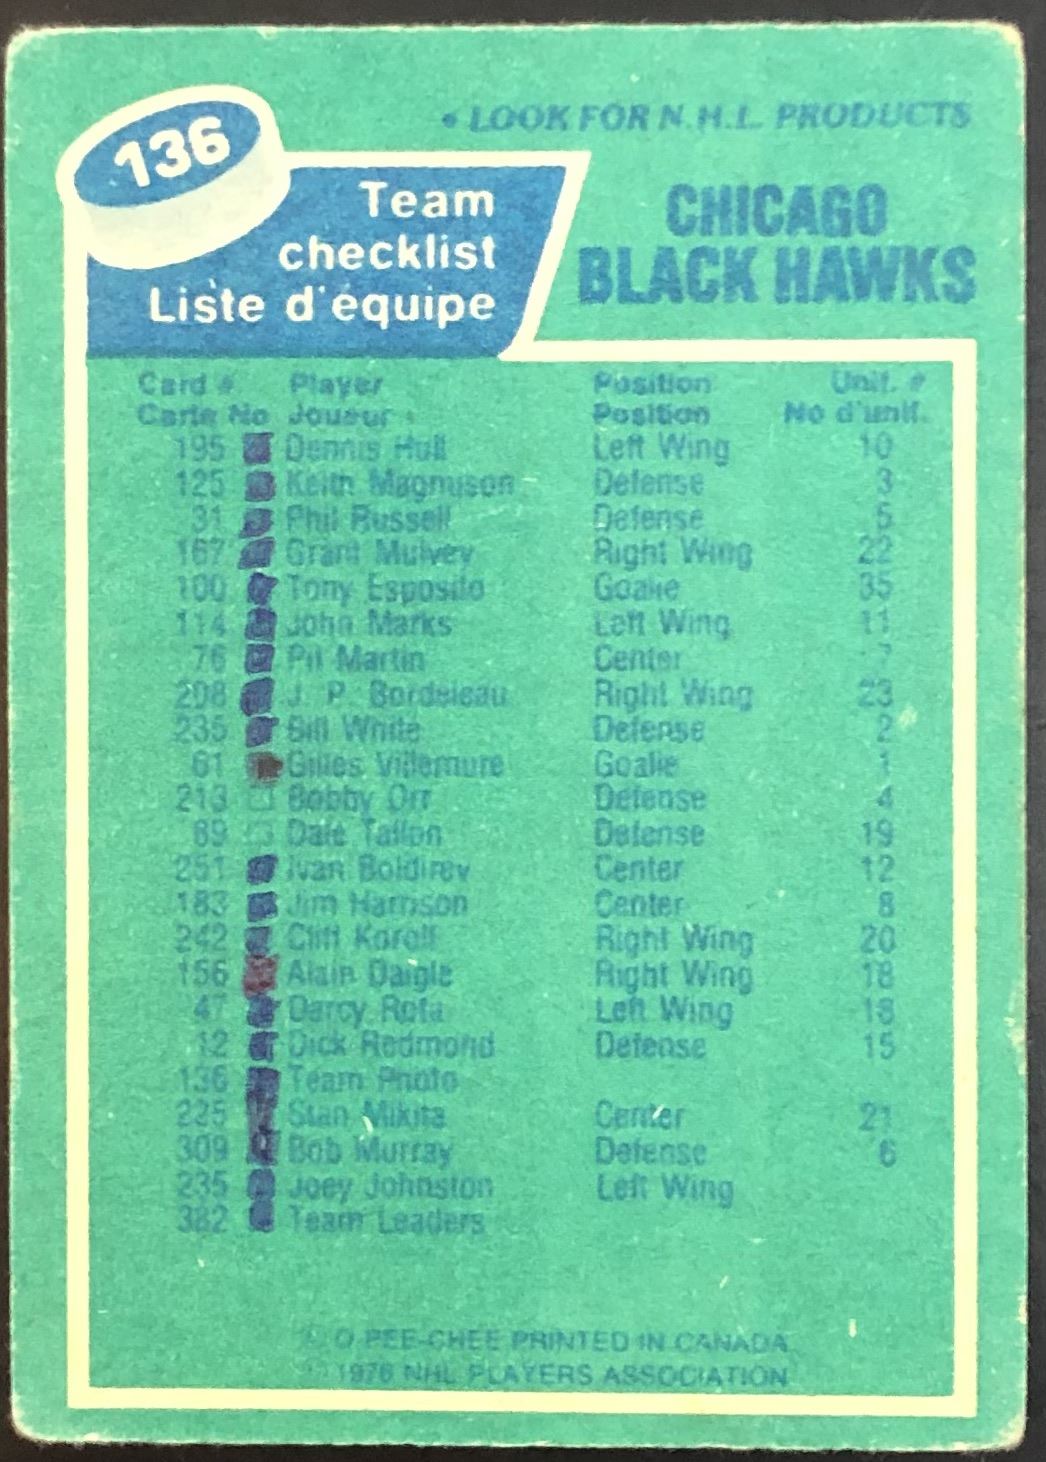 136
• LOOK FOR N.H.L. PRODUCTS
Team
checklist
Liste d'équipe
CHICAGO
BLACK HAWKS
Card # Player Position Unif. #
Carte No Joueur Position No d'unif.
195 Dennis Hull Left Wing 10
125 Keith Magnuson Defense 3
31 Phil Russell Defense 5
167 Grant Mulvey Right Wing 22
100 Tony Esposito Goalie 35
114 John Marks Left Wing 11
76 Pit Martin Center 7
208 J. P. Bordeleau Right Wing 23
235 Bill White Defense 2
61 Gilles Villemure Goalie 1
213 Bobby Orr Defense 4
89 Dale Tallon Defense 19
251 Ivan Boldirev Center 12
183 Jim Harrison Center 8
242 Cliff Koroll Right Wing 20
156 Alain Daigle Right Wing 18
47 Darcy Rota Left Wing 18
12 Dick Redmond Defense 15
136 Team Photo
225 Stan Mikita Center 21
309 Bob Murray Defense 6
235 Joey Johnston Left Wing
382 Team Leaders
© O-PEE-CHEE PRINTED IN CANADA
© 1976 NHL PLAYERS ASSOCIATION